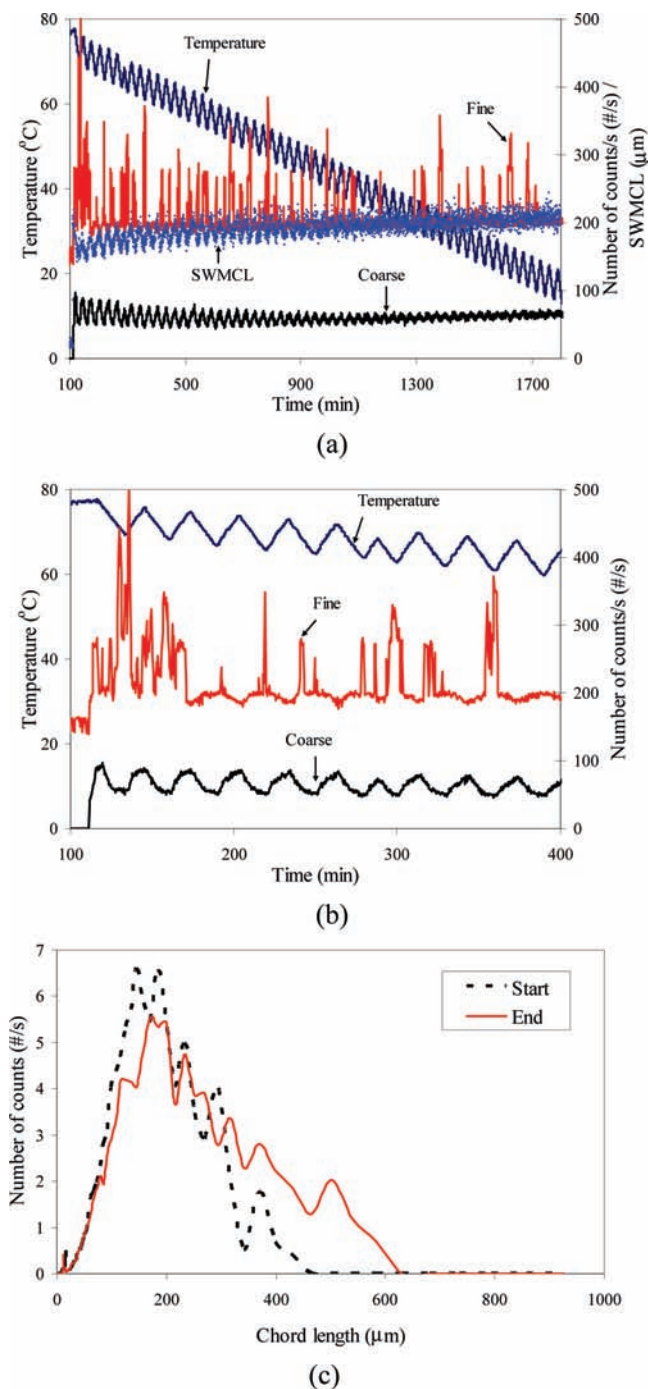 80
60
40
20
0
Temperature (°C)
500
400
300
200
100
0
Number of counts/s (#/s) /
SWMCL (μm)
Temperature
Fine
SWMCL
Coarse
100 500 900 1300 1700
Time (min)
(a)
80
60
40
20
0
Temperature (°C)
500
400
300
200
100
0
Number of counts/s (#/s)
Temperature
Fine
Coarse
100 200 300 400
Time (min)
(b)
7
6
5
4
3
2
1
0
Number of counts (#/s)
Start
End
0 200 400 600 800 1000
Chord length (μm)
(c)